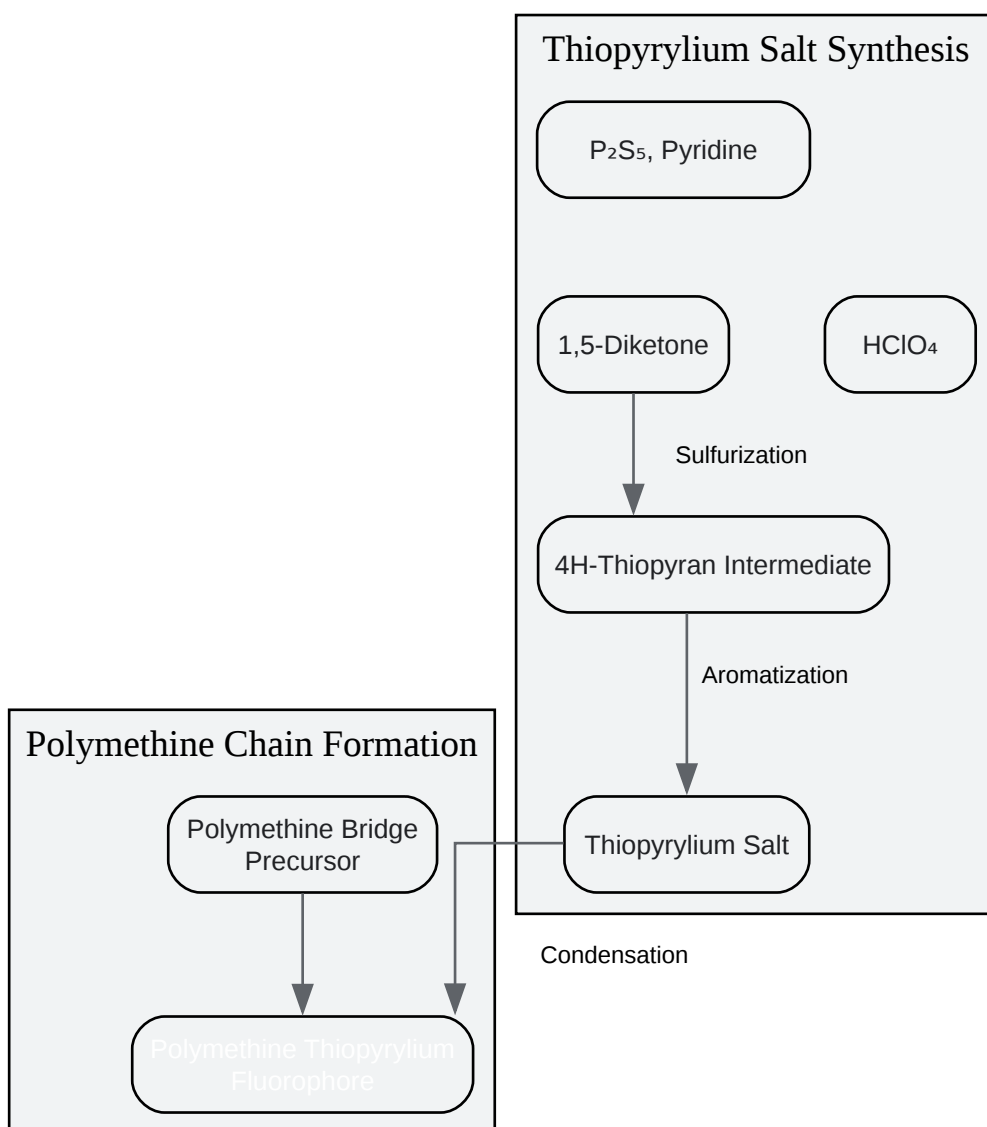 Thiopyrylium Salt Synthesis
P₂S₅, Pyridine
1,5-Diketone
HClO₄
Sulfurization
4H-Thiopyran Intermediate
Aromatization
Polymethine Chain Formation
Polymethine Bridge
Precursor
Thiopyrylium Salt
Condensation
Polymethine Thiopyrylium
Fluorophore